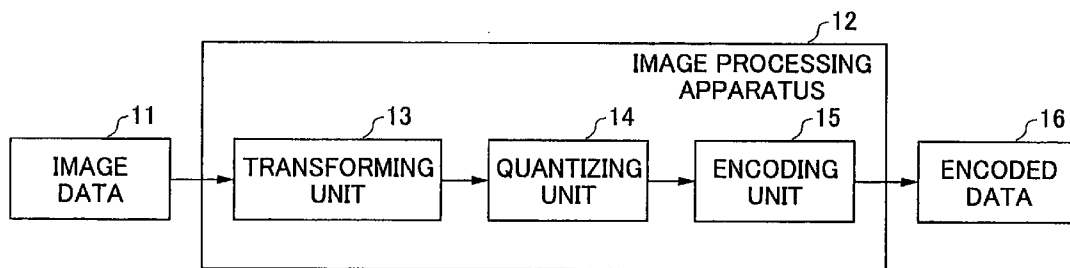 12
IMAGE PROCESSING
APPARATUS
11
IMAGE
DATA
13
TRANSFORMING
UNIT
14
QUANTIZING
UNIT
15
ENCODING
UNIT
16
ENCODED
DATA